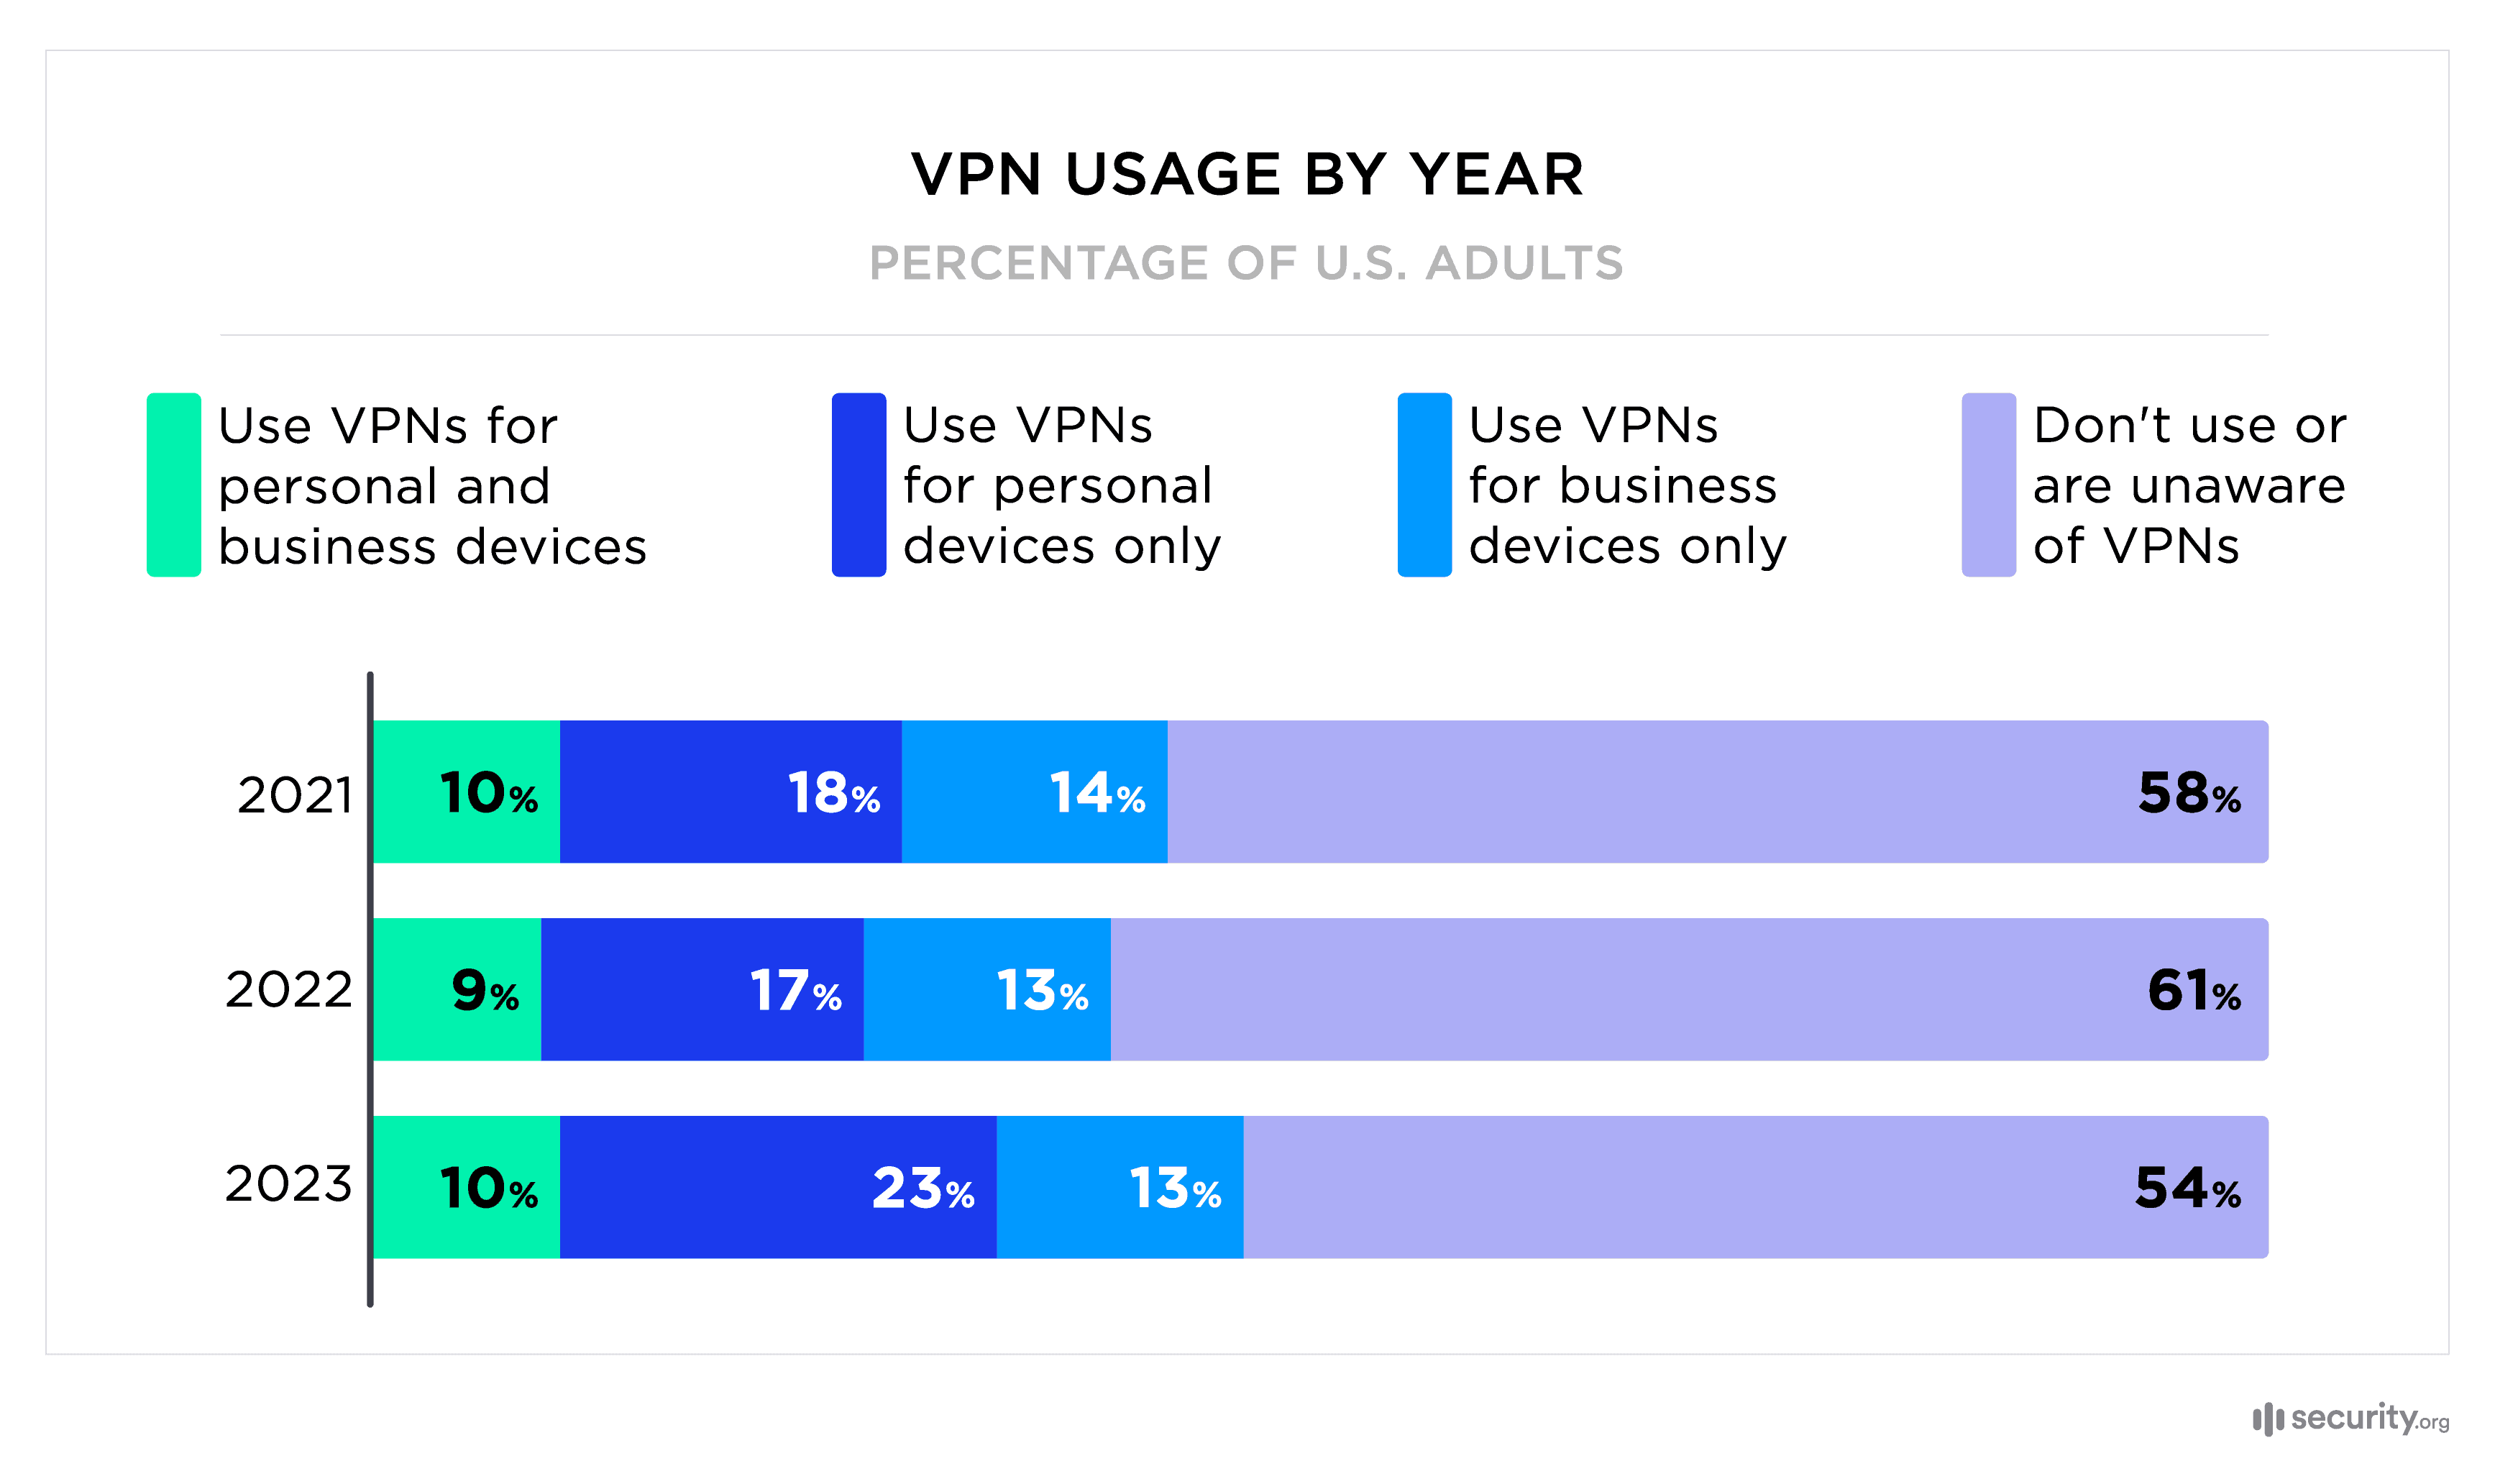 VPN USAGE BY YEAR
PERCENTAGE OF U.S. ADULTS
Use VPNs for
personal and
business devices
Use VPNs
for personal
devices only
Use VPNs
for business
devices only
Don't use or
are unaware
of VPNs
2021 10% 18% 14% 58%
2022 9% 17% 13% 61%
2023 10% 23% 13% 54%
security.org